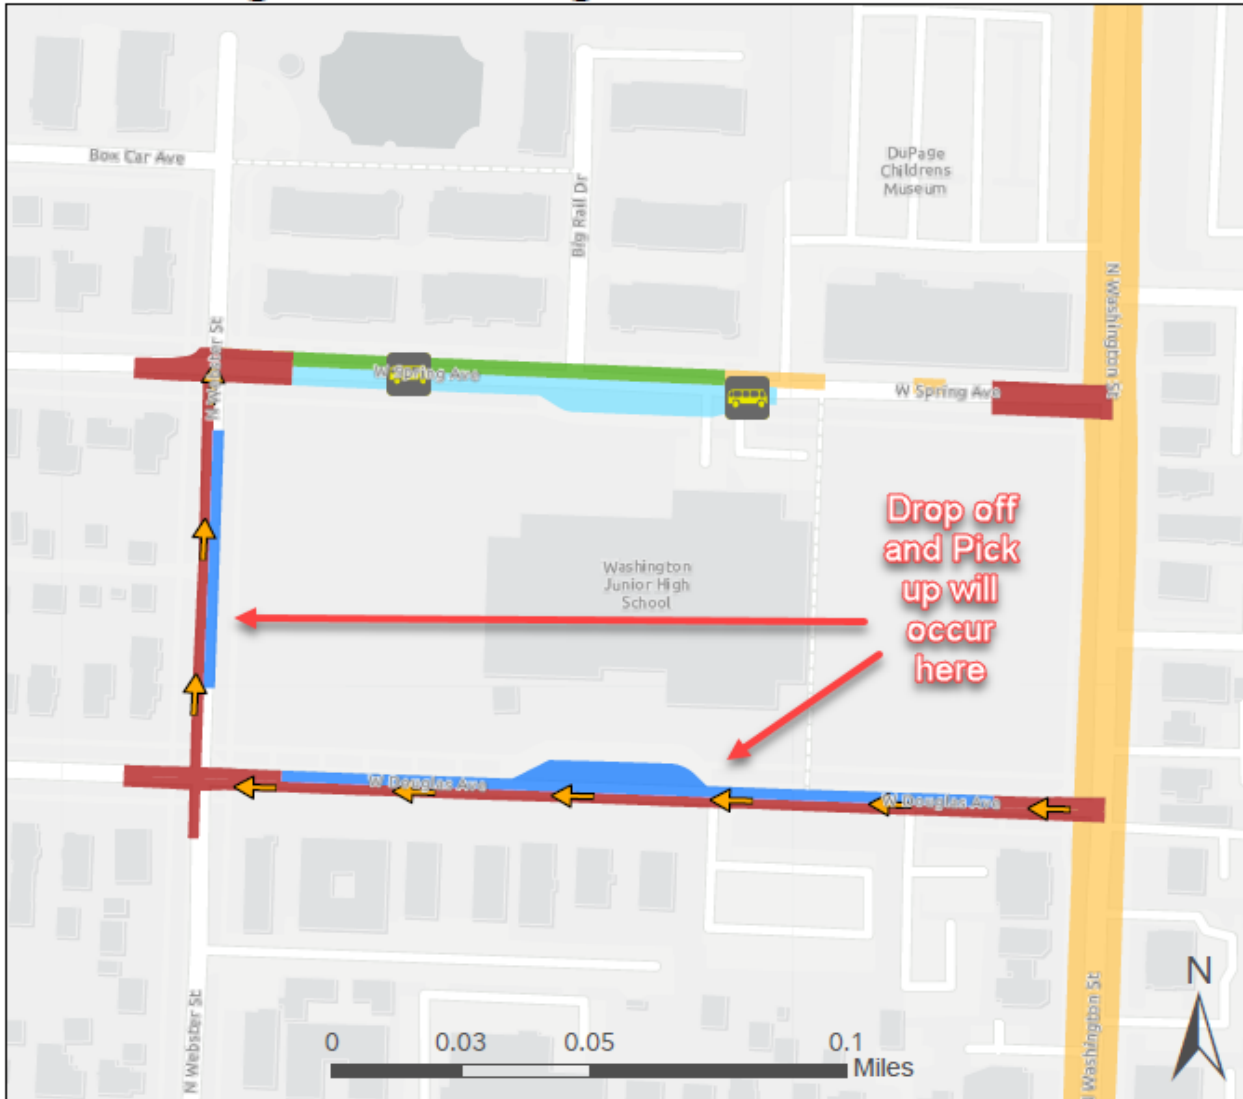 Box Car Ave
Big Rail Dr
DuPage
Childrens
Museum
N Washington St
N Webster St
W Spring Ave
W Spring Ave
Drop off
and Pick
up will
occur
here
Washington
Junior High
School
W Douglas Ave
W Douglas Ave
N Webster St
N Washington St
N
0
0.03
0.05
0.1
Miles